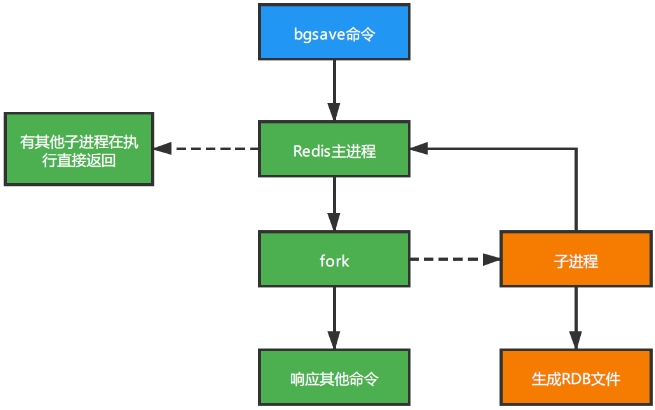 bgsave命令
有其他子进程在执
行直接返回
Redis主进程
fork
子进程
响应其他命令
生成RDB文件